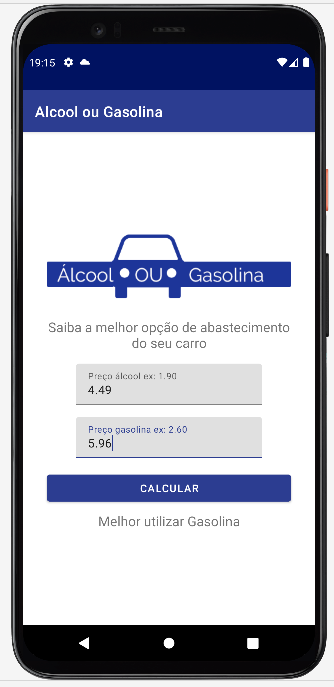 19:15
Alcool ou Gasolina
Álcool OU Gasolina
Saiba a melhor opção de abastecimento
do seu carro
Preço álcool ex: 1.90
4.49
Preço gasolina ex: 2.60
5.96
CALCULAR
Melhor utilizar Gasolina